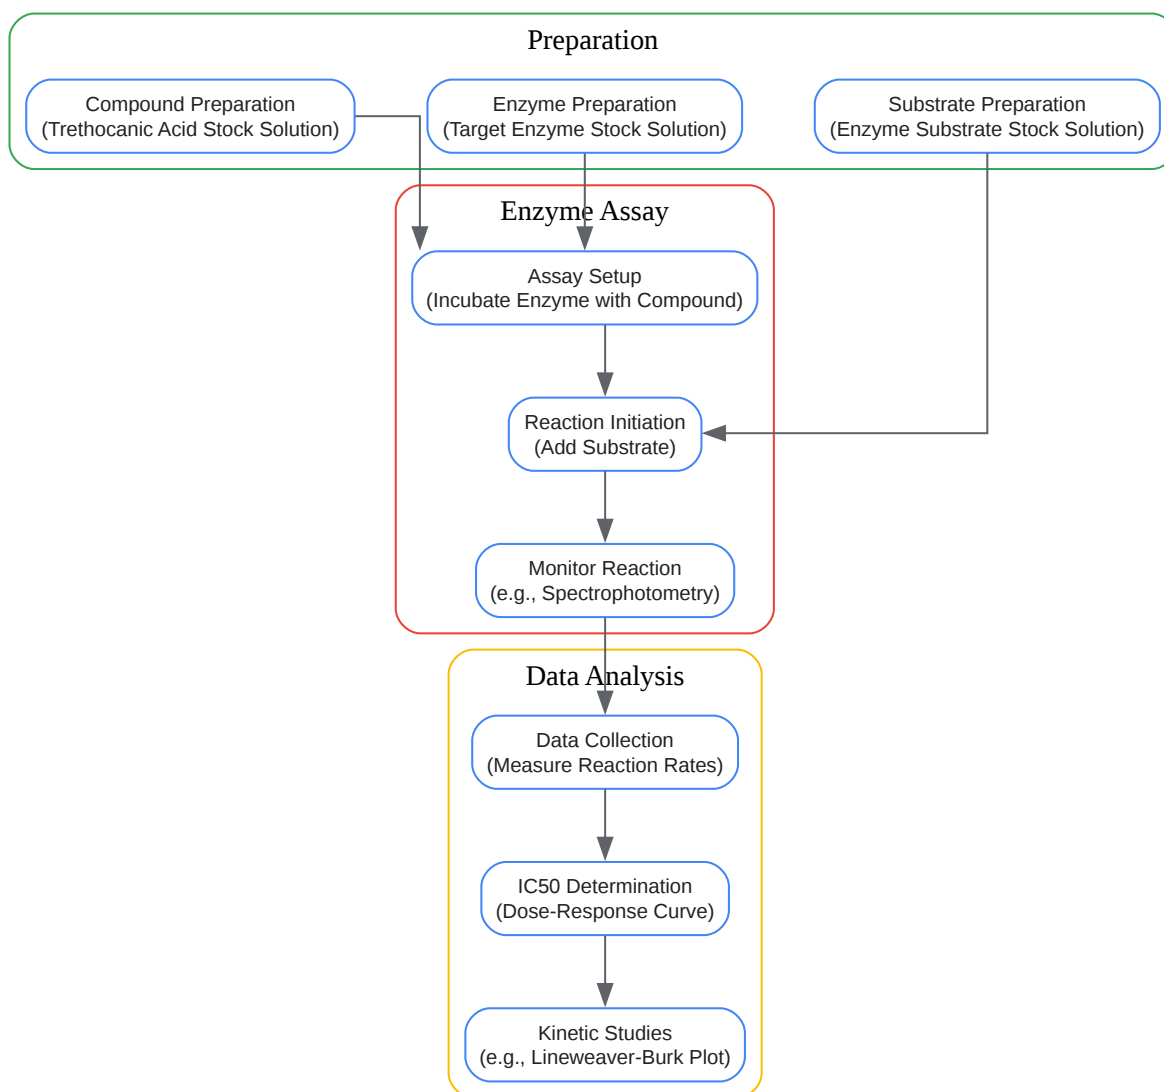 Preparation
Compound Preparation
(Trethocanic Acid Stock Solution)
Enzyme Preparation
(Target Enzyme Stock Solution)
Substrate Preparation
(Enzyme Substrate Stock Solution)
Enzyme Assay
Assay Setup
(Incubate Enzyme with Compound)
Reaction Initiation
(Add Substrate)
Monitor Reaction
(e.g., Spectrophotometry)
Data Analysis
Data Collection
(Measure Reaction Rates)
IC50 Determination
(Dose-Response Curve)
Kinetic Studies
(e.g., Lineweaver-Burk Plot)